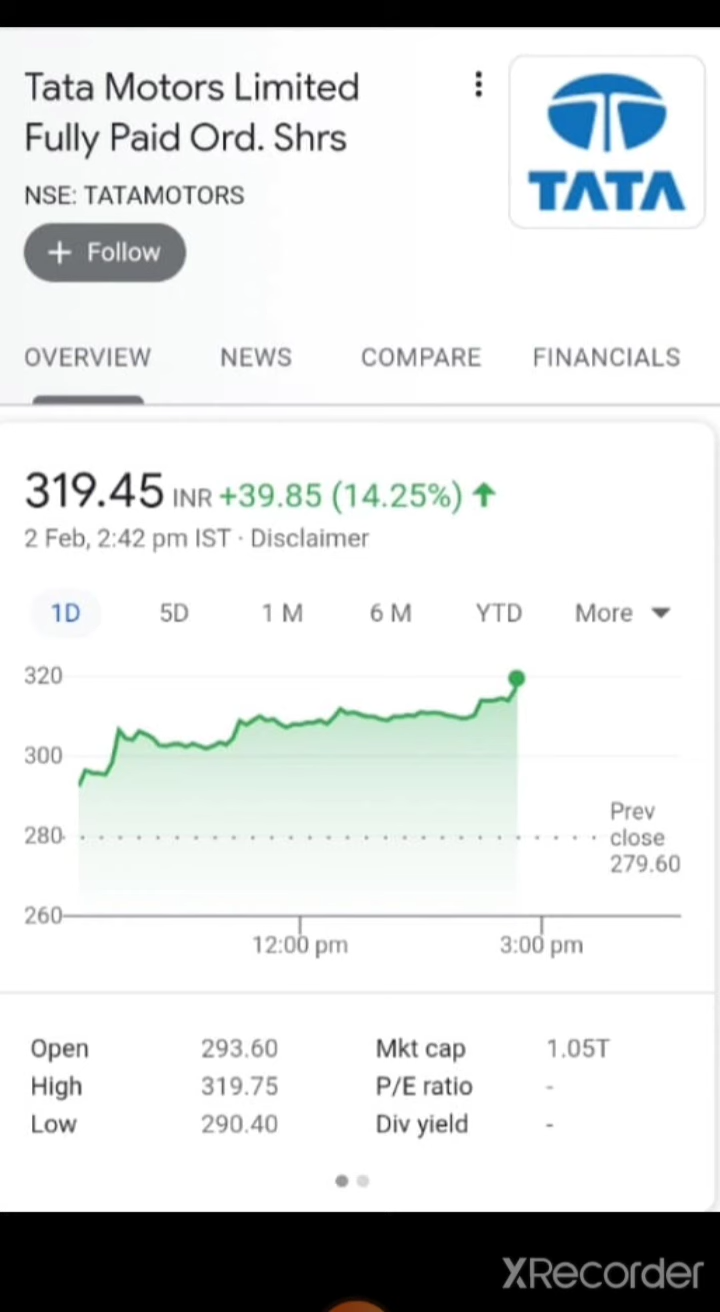 Tata Motors Limited
Fully Paid Ord. Shrs
TATA
NSE: TATAMOTORS
+ Follow
OVERVIEW NEWS COMPARE FINANCIALS
319.45 INR +39.85 (14.25%) ↑
2 Feb, 2:42 pm IST · Disclaimer
1D 5D 1 M 6 M YTD More
320
300
280
Prev
close
279.60
260
12:00 pm 3:00 pm
Open 293.60 Mkt cap 1.05T
High 319.75 P/E ratio -
Low 290.40 Div yield -
XRecorder